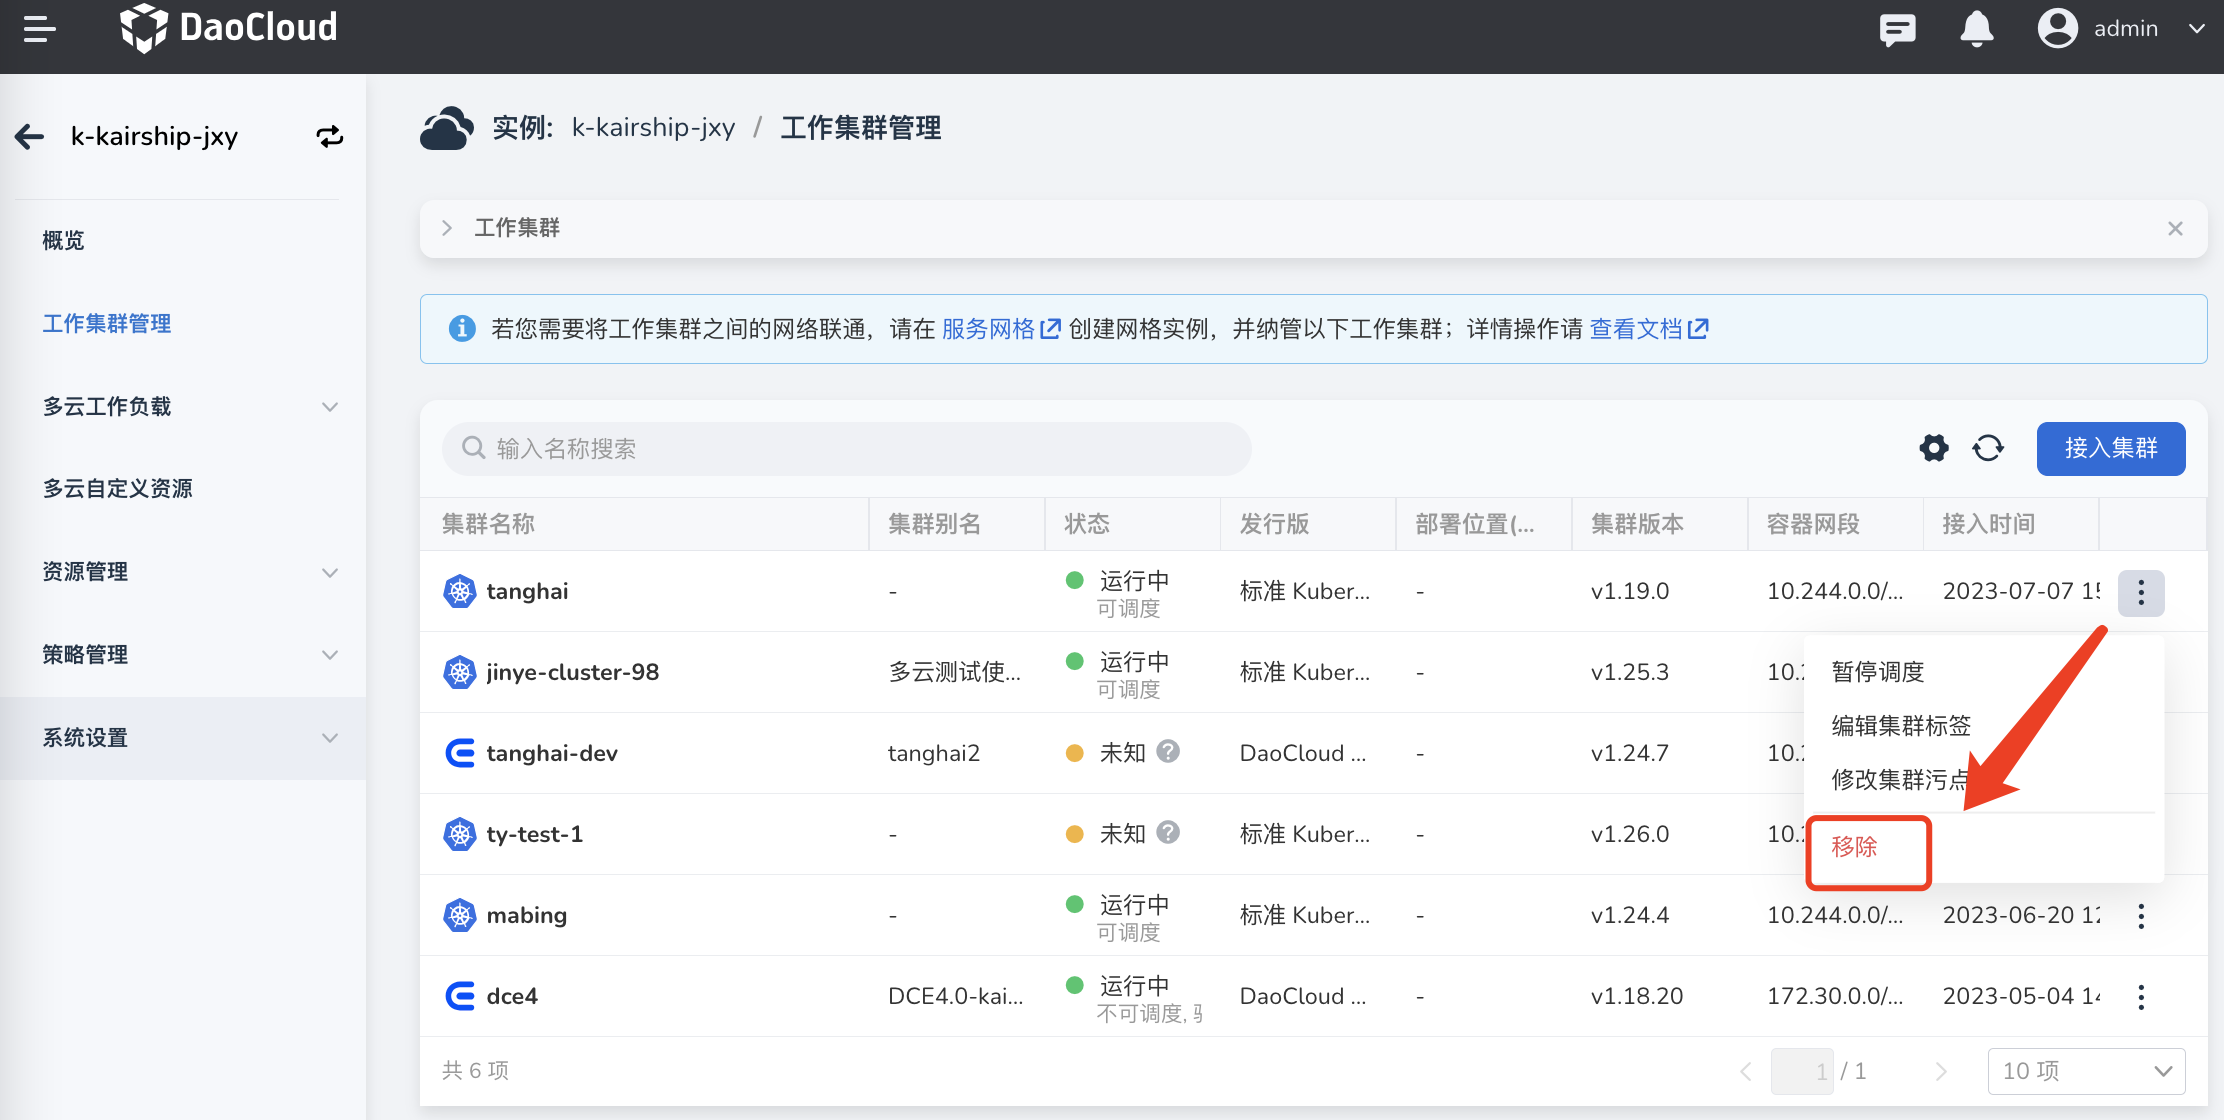 DaoCloud
admin
k-kairship-jxy
概览
工作集群管理
多云工作负载
多云自定义资源
资源管理
策略管理
系统设置
实例: k-kairship-jxy / 工作集群管理
工作集群
若您需要将工作集群之间的网络联通，请在 服务网格 创建网格实例，并纳管以下工作集群；详情操作请 查看文档
输入名称搜索
接入集群
集群名称 集群别名 状态 发行版 部署位置(... 集群版本 容器网段 接入时间
tanghai - 运行中 标准 Kuber... - v1.19.0 10.244.0.0/... 2023-07-07
可调度
jinye-cluster-98 多云测试使... 运行中 标准 Kuber... - v1.25.3 10.
可调度
tanghai-dev tanghai2 未知 DaoCloud ... - v1.24.7 10.
ty-test-1 - 未知 标准 Kuber... - v1.26.0 10.
mabing - 运行中 标准 Kuber... - v1.24.4 10.244.0.0/... 2023-06-20
可调度
dce4 DCE4.0-kai... 运行中 DaoCloud ... - v1.18.20 172.30.0.0/... 2023-05-04
不可调度,
暂停调度
编辑集群标签
修改集群污点
移除
共 6 项
1 / 1
10 项